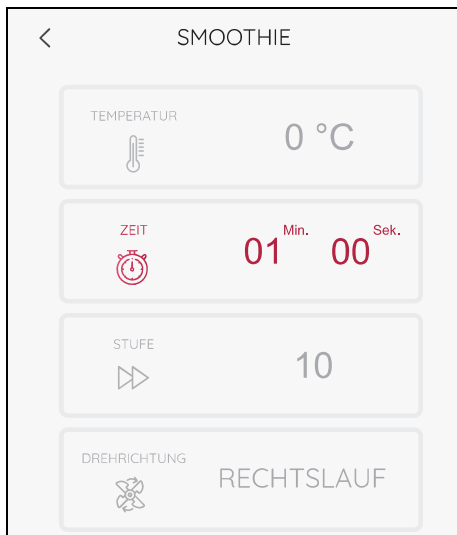 SMOOTHIE
TEMPERATUR
0 °C
ZEIT
01 Min. 00 Sek.
STUFE
10
DREHRICHTUNG
RECHTSLAUF